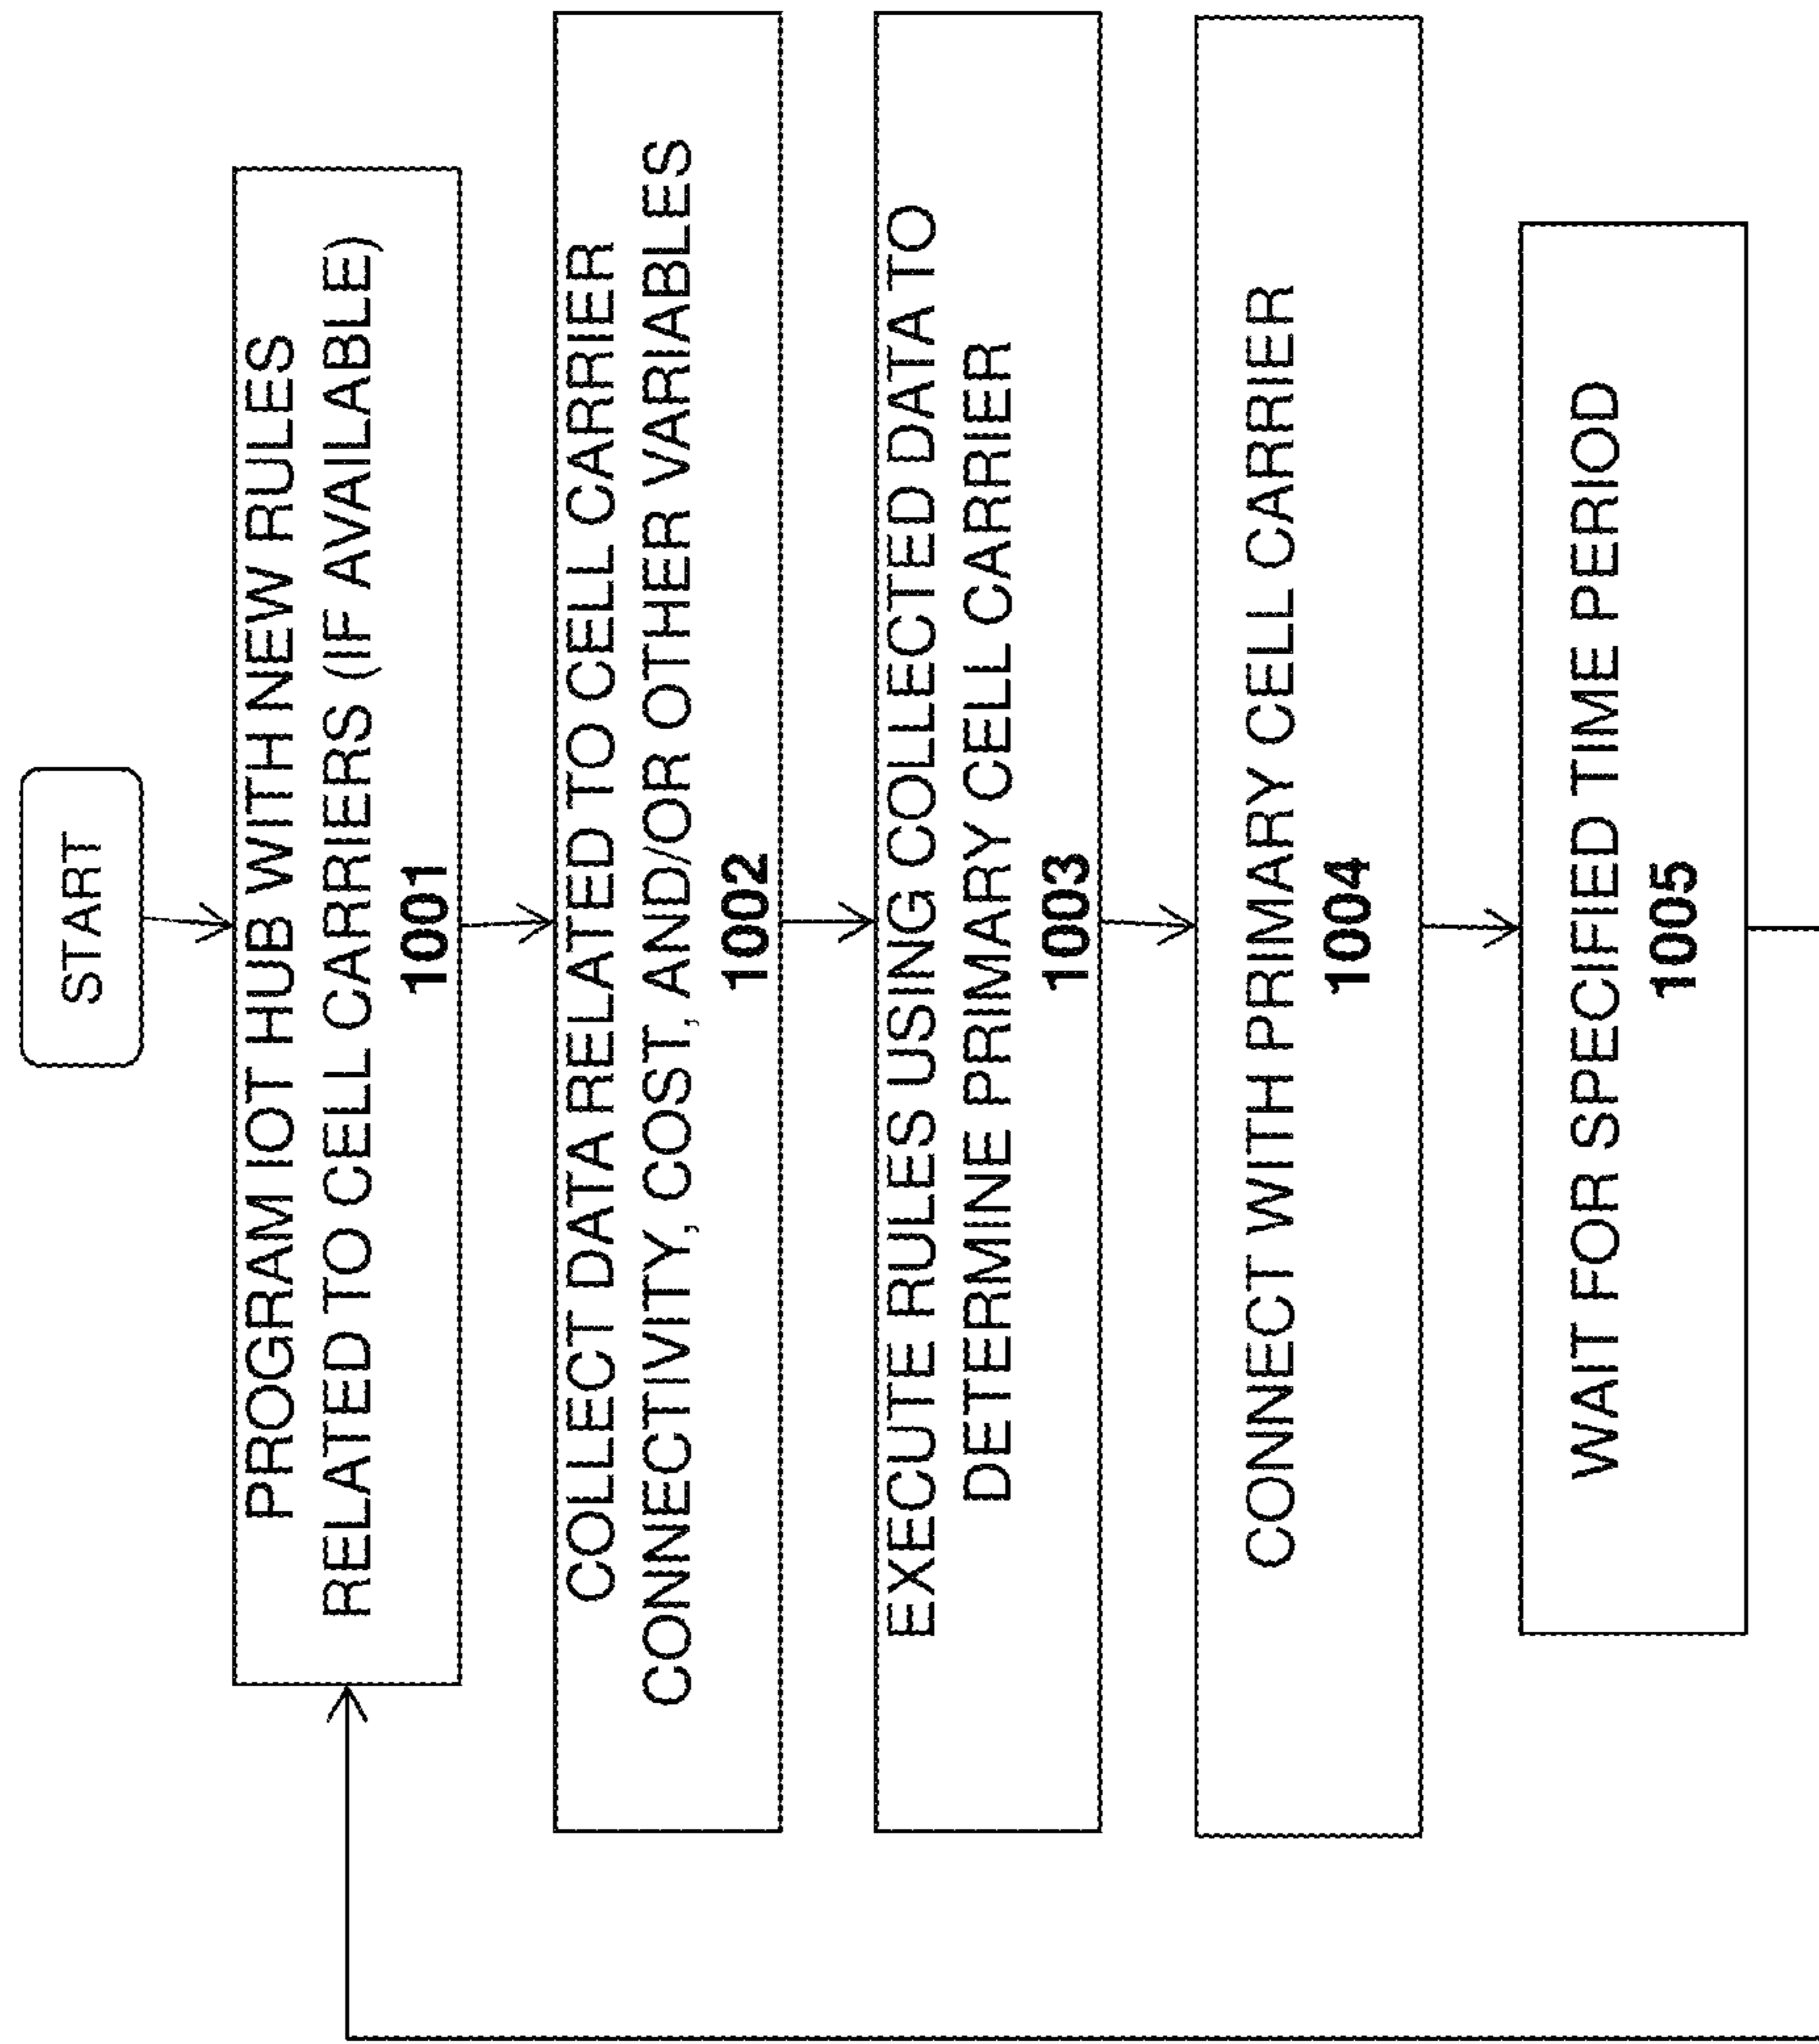 START
PROGRAM IOT HUB WITH NEW RULES
RELATED TO CELL CARRIERS (IF AVAILABLE)
1001
COLLECT DATA RELATED TO CELL CARRIER
CONNECTIVITY, COST, AND/OR OTHER VARIABLES
1002
EXECUTE RULES USING COLLECTED DATA TO
DETERMINE PRIMARY CELL CARRIER
1003
CONNECT WITH PRIMARY CELL CARRIER
1004
WAIT FOR SPECIFIED TIME PERIOD
1005